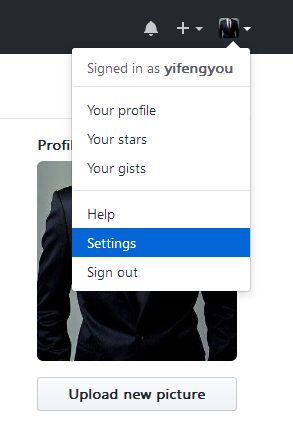 Signed in as yifengyou
Your profile
Your stars
Your gists
Profil
Help
Settings
Sign out
Upload new picture